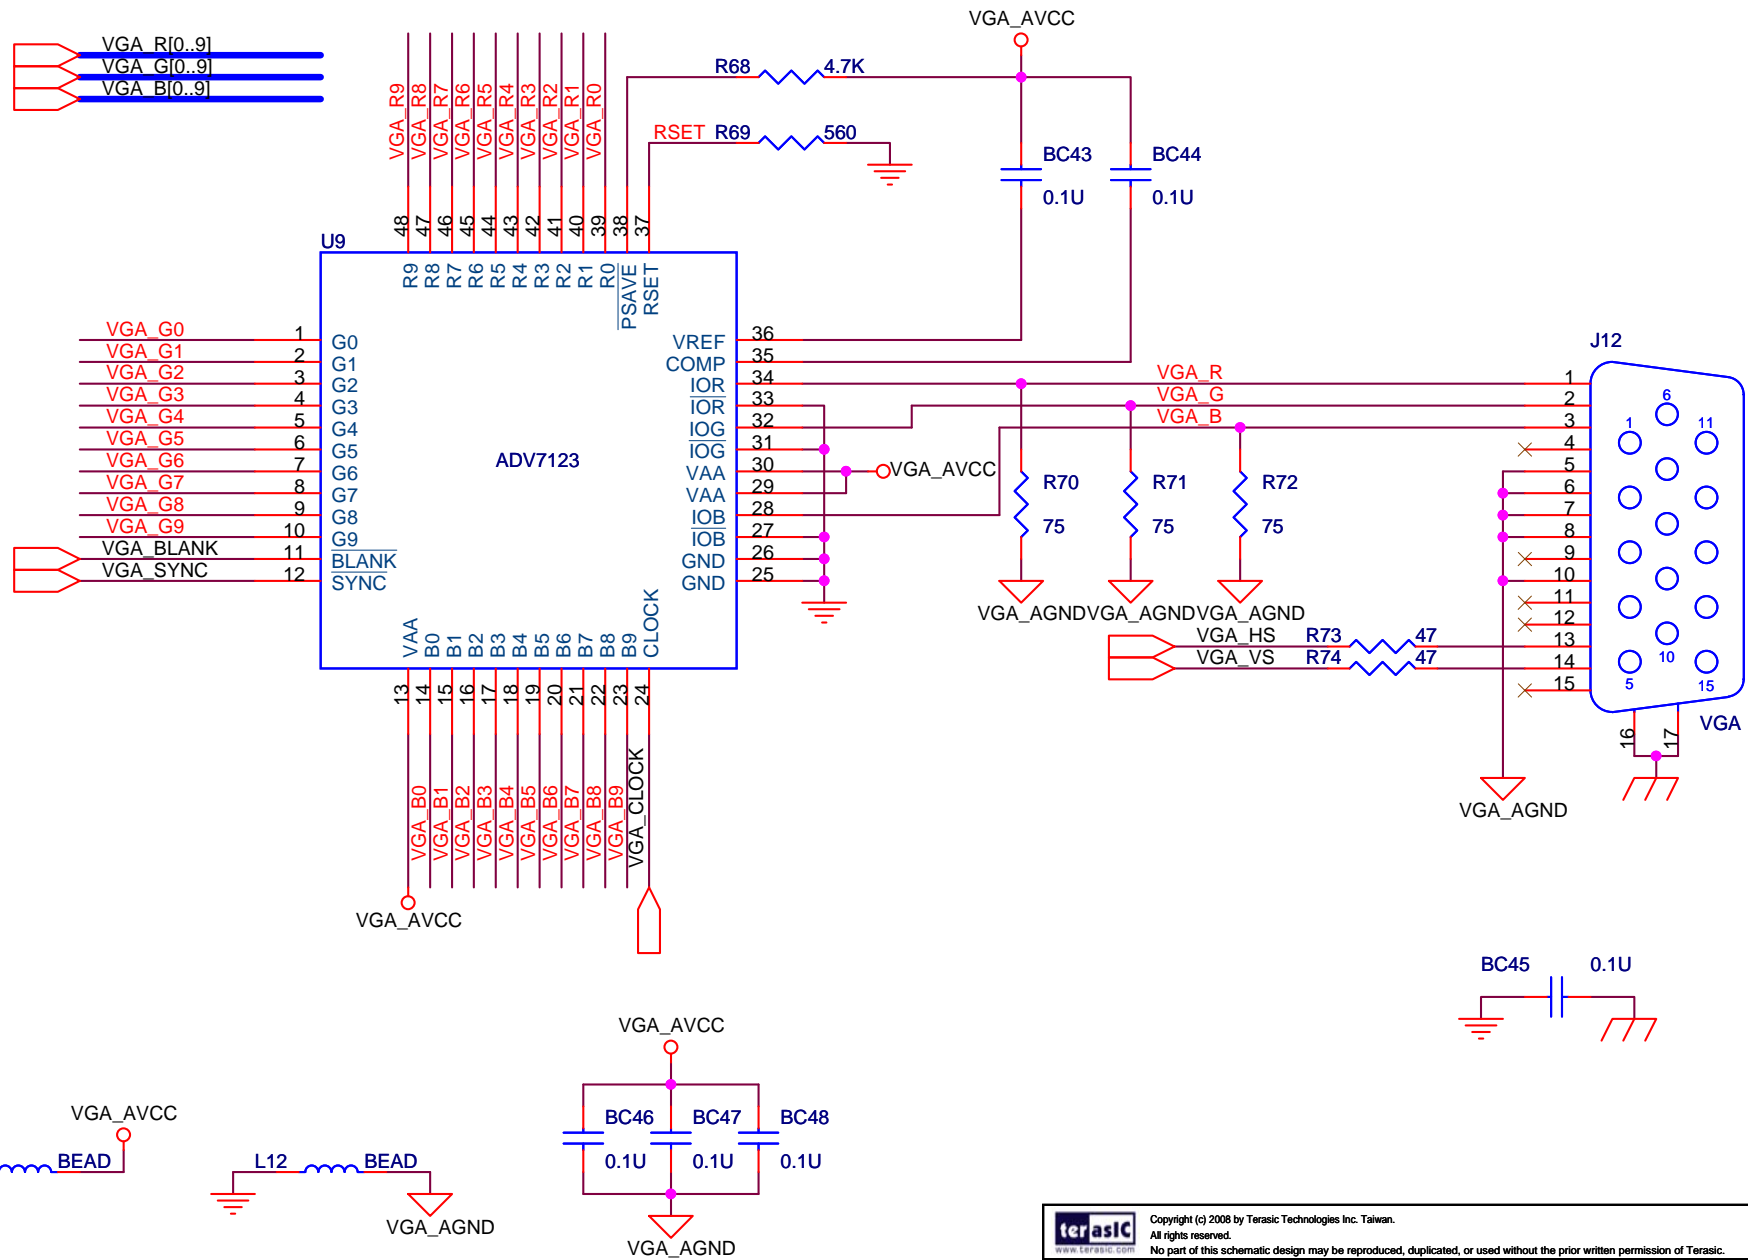 VGA_AVCC
VGA_R[0..9]
VGA_G[0..9]
VGA_B[0..9]
R68 4.7K
RSET R69 560
VGA_R9
VGA_R8
VGA_R7
VGA_R6
VGA_R5
VGA_R4
VGA_R3
VGA_R2
VGA_R1
VGA_R0
BC43
0.1U
BC44
0.1U
48 47 46 45 44 43 42 41 40 39 38 37
U9
R9 R8 R7 R6 R5 R4 R3 R2 R1 R0 PSAVE RSET
VGA_G0 1 G0
VGA_G1 2 G1
VGA_G2 3 G2
VGA_G3 4 G3
VGA_G4 5 G4
VGA_G5 6 G5
VGA_G6 7 G6
VGA_G7 8 G7
VGA_G8 9 G8
VGA_G9 10 G9
VGA_BLANK 11 BLANK
VGA_SYNC 12 SYNC
ADV7123
VREF 36
COMP 35
IOR 34
IOR 33
IOG 32
IOG 31
VAA 30
VAA 29
IOB 28
IOB 27
GND 26
GND 25
VGA_AVCC
VGA_R
VGA_G
VGA_B
R70
75
R71
75
R72
75
VGA_AGND VGA_AGND VGA_AGND
VGA_HS R73 47
VGA_VS R74 47
J12
1
2
3
4
5
6
7
8
9
10
11
12
13
14
15
6
1 11
10
5 15
VGA
16 17
VGA_AGND
VAA B0 B1 B2 B3 B4 B5 B6 B7 B8 B9 CLOCK
13 14 15 16 17 18 19 20 21 22 23 24
VGA_B0
VGA_B1
VGA_B2
VGA_B3
VGA_B4
VGA_B5
VGA_B6
VGA_B7
VGA_B8
VGA_B9
VGA_CLOCK
VGA_AVCC
BC45 0.1U
VGA_AVCC
BC46 BC47 BC48
0.1U 0.1U 0.1U
VGA_AGND
VGA_AVCC
BEAD
L12 BEAD
VGA_AGND
terasIC
www.terasic.com
Copyright (c) 2008 by Terasic Technologies Inc. Taiwan.
All rights reserved.
No part of this schematic design may be reproduced, duplicated, or used without the prior written permission of Terasic.